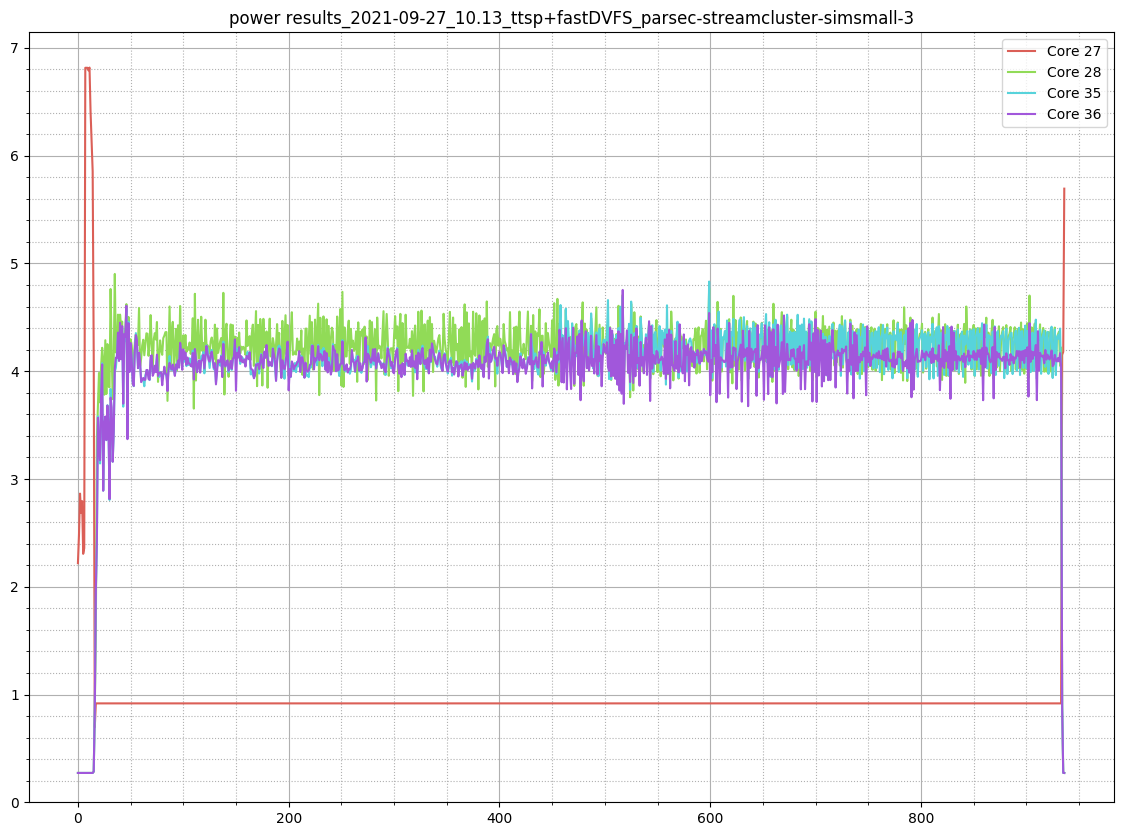 power results_2021-09-27_10.13_ttsp+fastDVFS_parsec-streamcluster-simsmall-3
7
6
5
4
3
2
1
0
Core 27
Core 28
Core 35
Core 36
0 200 400 600 800